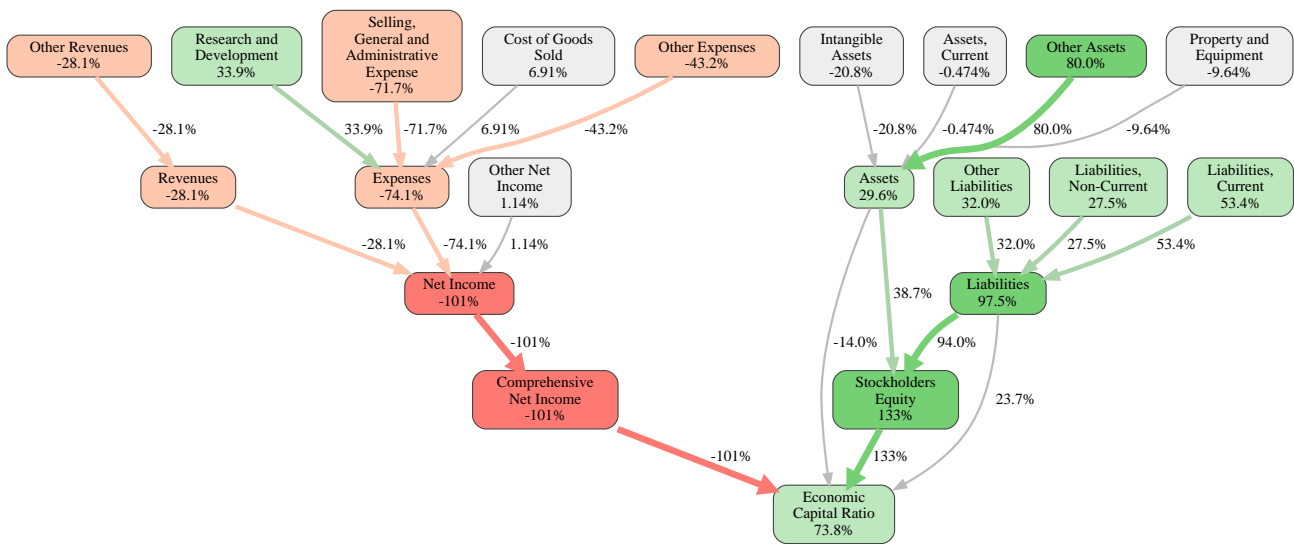 Other Revenues
-28.1%
Research and
Development
33.9%
Selling,
General and
Administrative
Expense
-71.7%
Cost of Goods
Sold
6.91%
Other Expenses
-43.2%
Intangible
Assets
-20.8%
Assets,
Current
-0.474%
Other Assets
80.0%
Property and
Equipment
-9.64%
-28.1%
33.9%
-71.7%
6.91%
-43.2%
-20.8%
-0.474%
80.0%
-9.64%
Revenues
-28.1%
Expenses
-74.1%
Other Net
Income
1.14%
Assets
29.6%
Other
Liabilities
32.0%
Liabilities,
Non-Current
27.5%
Liabilities,
Current
53.4%
-28.1%
-74.1%
1.14%
32.0%
27.5%
53.4%
Net Income
-101%
38.7%
Liabilities
97.5%
-101%
-14.0%
94.0%
Comprehensive
Net Income
-101%
Stockholders
Equity
133%
23.7%
-101%
133%
Economic
Capital Ratio
73.8%